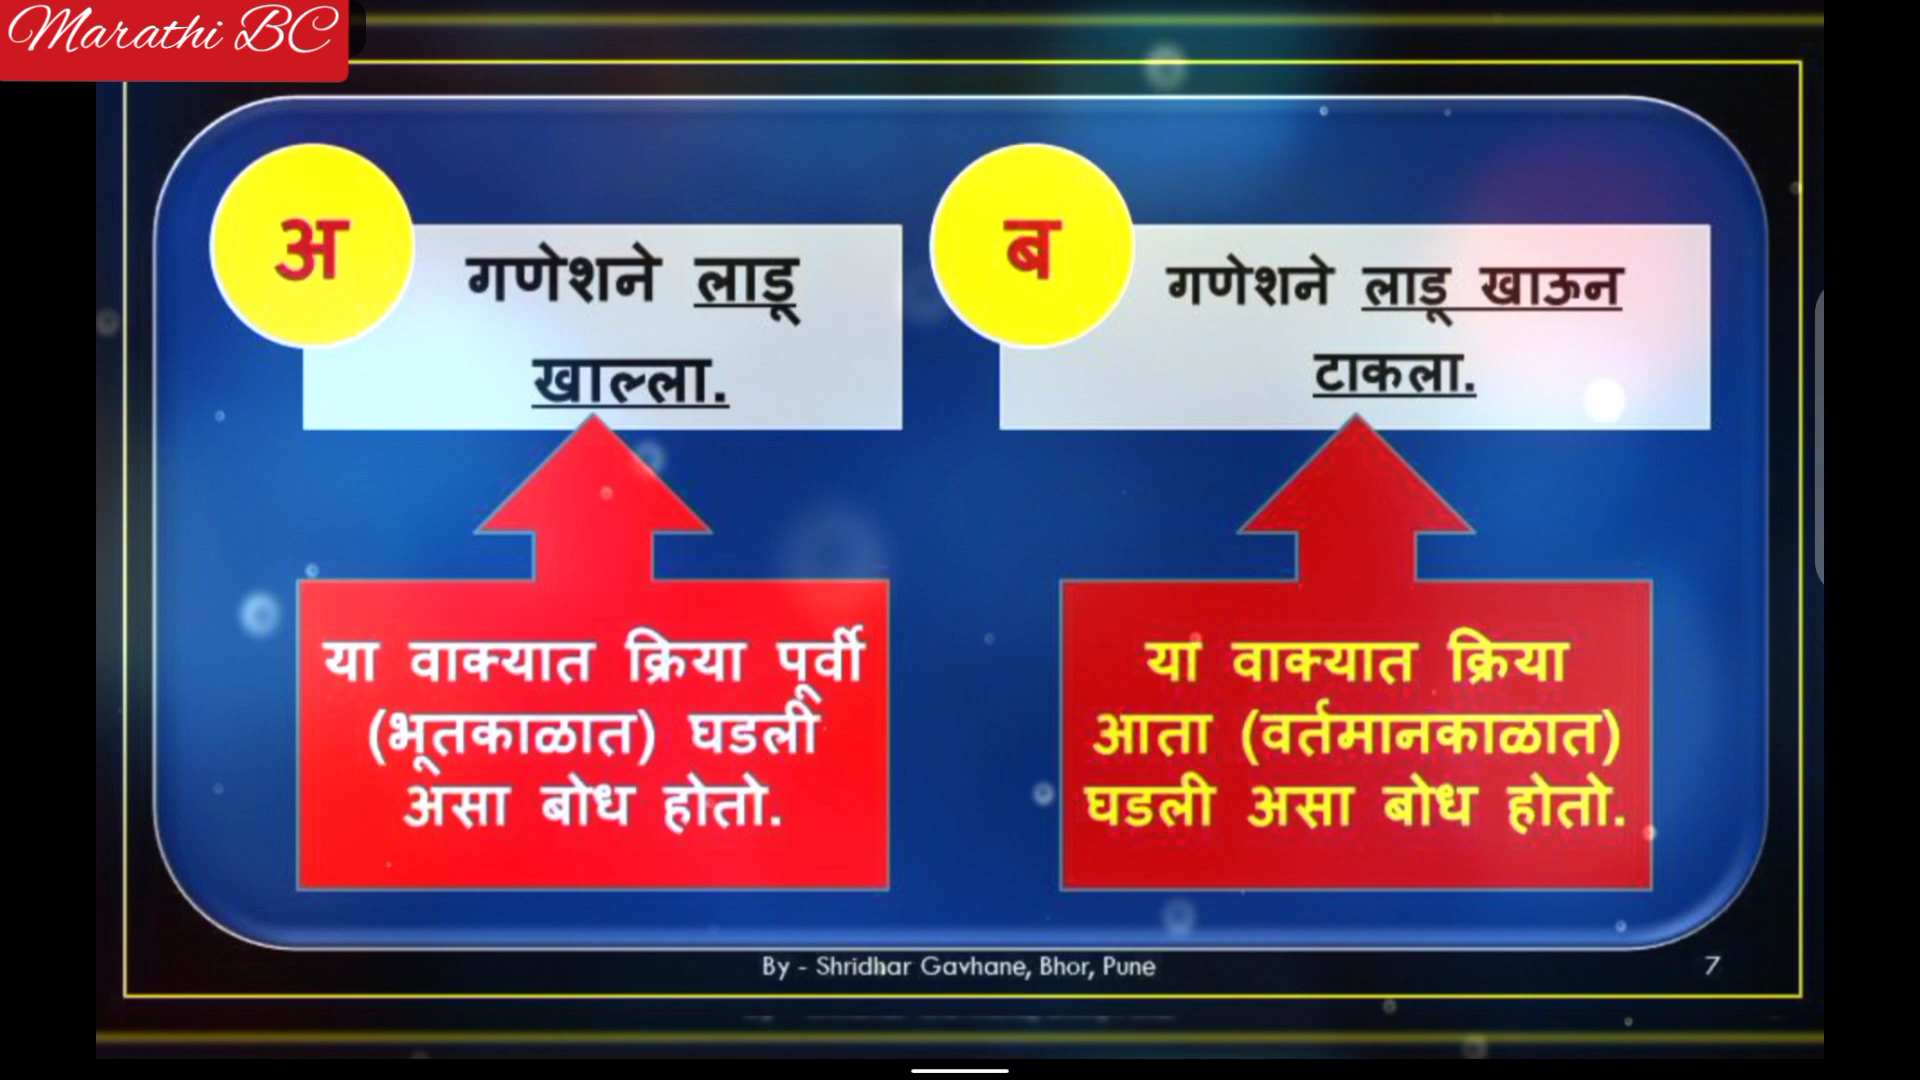 Marathi BC
अ
गणेशने लाडू
खाल्ला.
ब
गणेशने लाडू खाऊन
टाकला.
या वाक्यात क्रिया पूर्वी
(भूतकाळात) घडली
असा बोध होतो.
या वाक्यात क्रिया
आता (वर्तमानकाळात)
घडली असा बोध होतो.
By - Shridhar Gavhane, Bhor, Pune
7